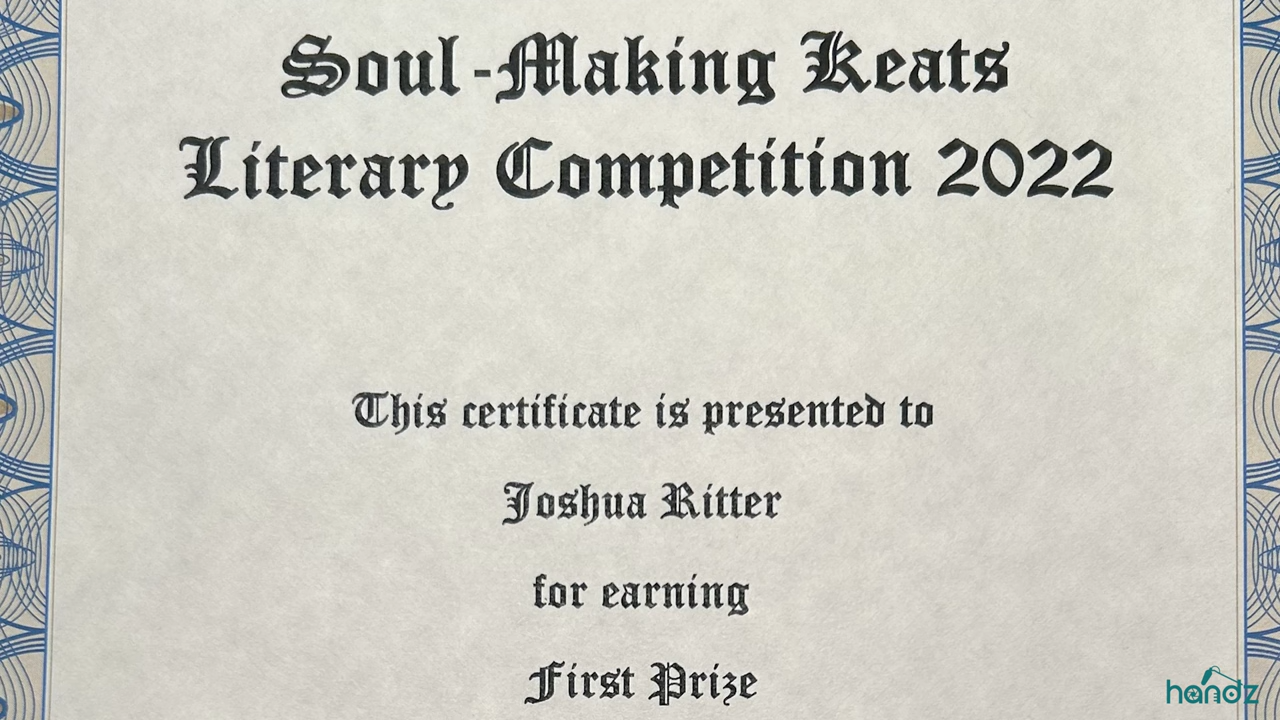 Soul-Making Keats
Literary Competition 2022
This certificate is presented to
Joshua Ritter
for earning
First Prize
handz